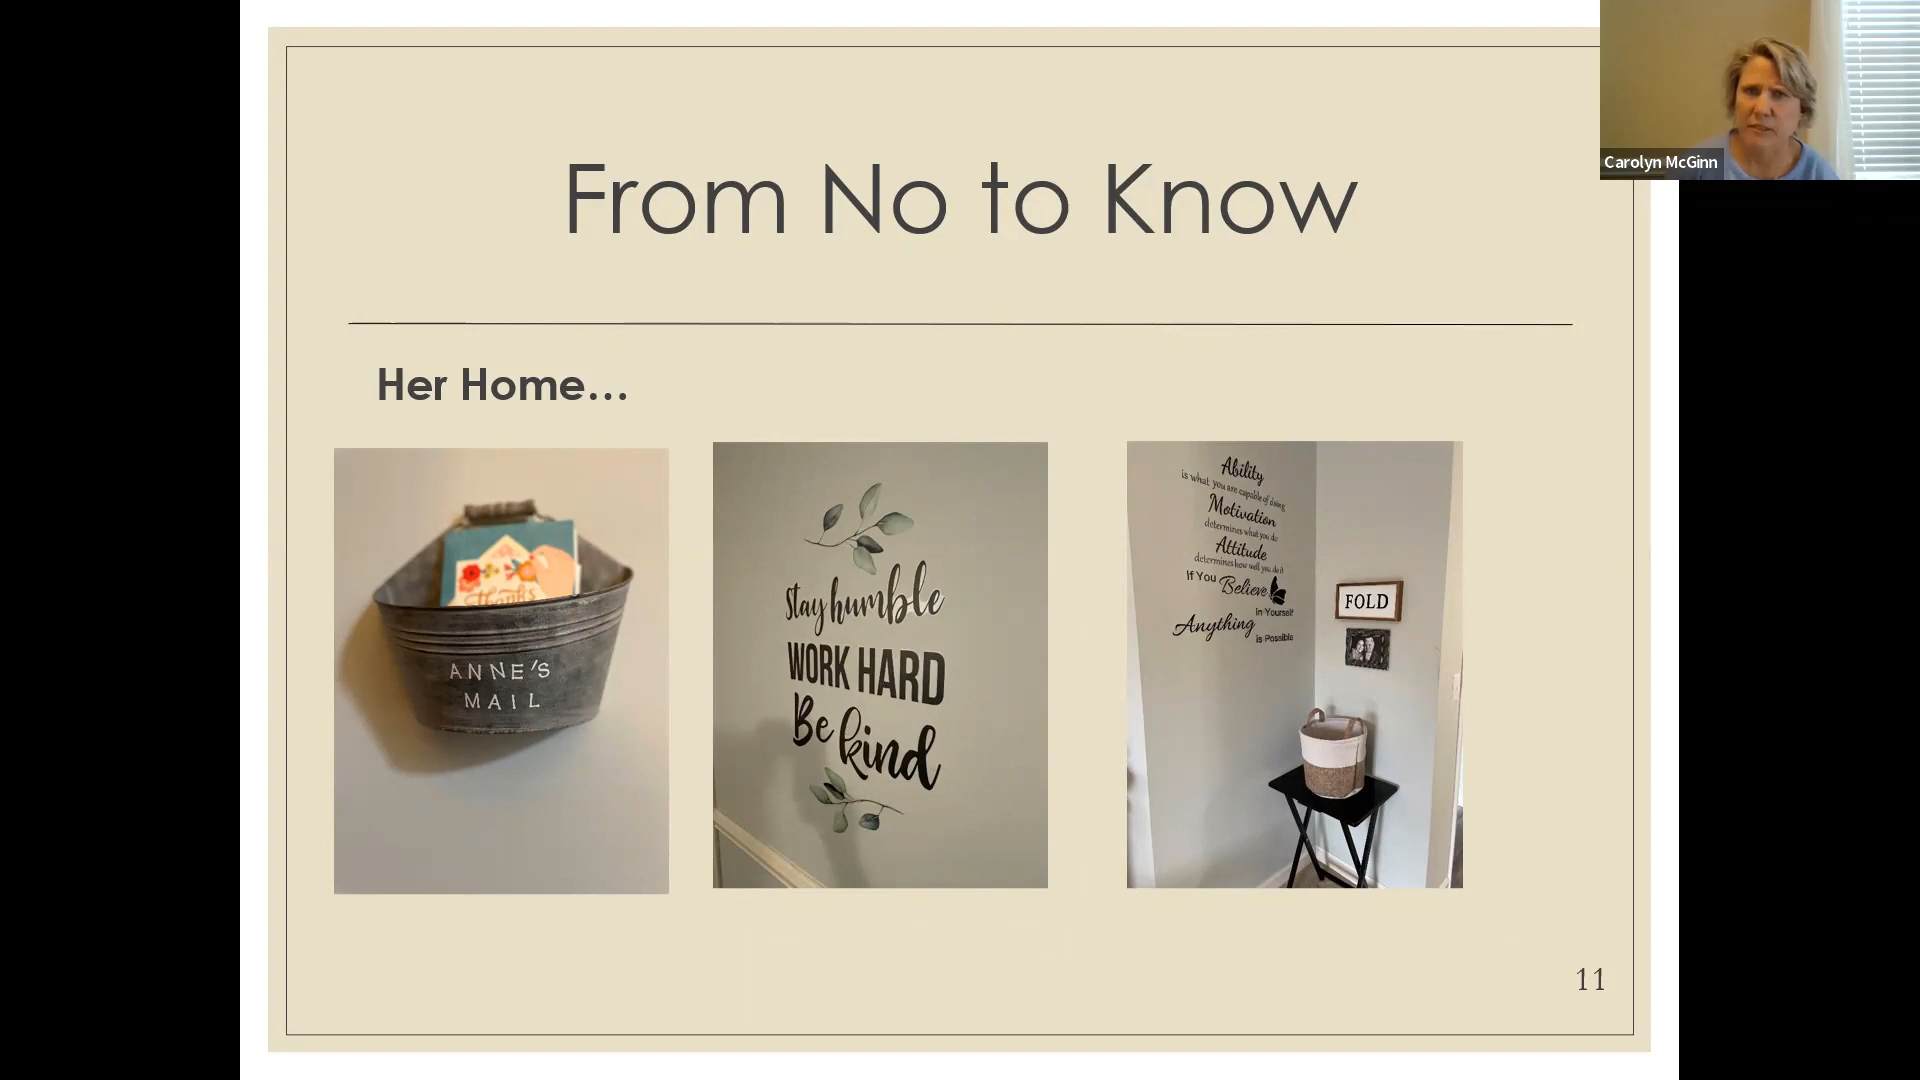 From No to Know
Carolyn McGinn
Her Home...
thanks
ANNE'S
MAIL
Stay humble
WORK HARD
Be kind
Ability
is what you are capable of doing
Motivation
determines what you do
Attitude
determines how well you do it
If You Believe
in Yourself
Anything
is Possible
FOLD
11